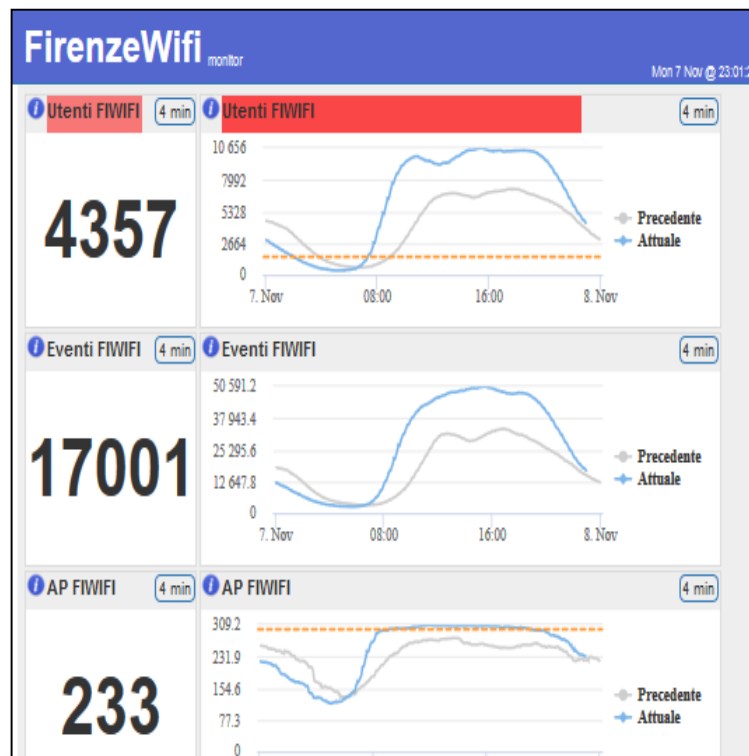 FirenzeWifi monitor
Mon 7 Nov @ 23:01:2
Utenti FIWIFI 4 min
Utenti FIWIFI 4 min
4357
10 656
7992
5328
2664
0
7. Nov 08:00 16:00 8. Nov
Precedente
Attuale
Eventi FIWIFI 4 min
Eventi FIWIFI 4 min
17001
50 591.2
37 943.4
25 295.6
12 647.8
0
7. Nov 08:00 16:00 8. Nov
Precedente
Attuale
AP FIWIFI 4 min
AP FIWIFI 4 min
233
309.2
231.9
154.6
77.3
0
Precedente
Attuale